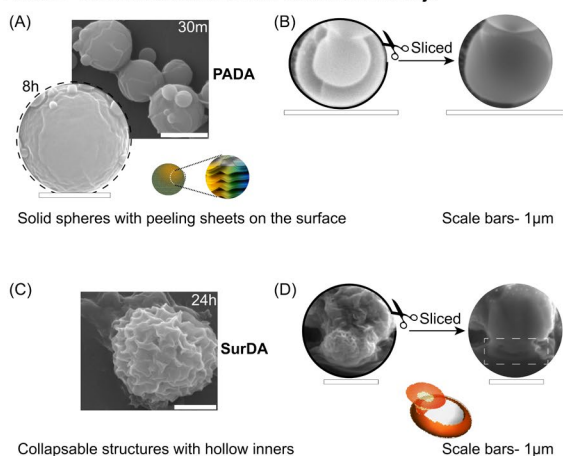 (A)
30m
PADA
8h
(B)
Sliced
Solid spheres with peeling sheets on the surface
Scale bars- 1μm
(C)
24h
SurDA
(D)
Sliced
Collapsable structures with hollow inners
Scale bars- 1μm